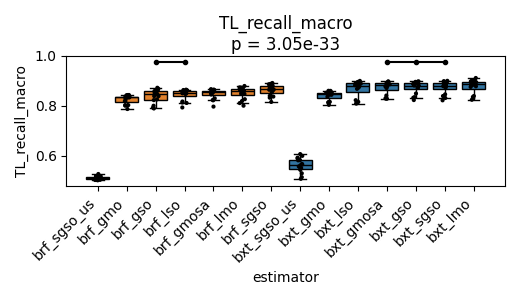 TL_recall_macro
p = 3.05e-33
TL_recall_macro
1.0
0.8
0.6
brf_sgso_us
brf_gmo
brf_gso
brf_lso
brf_gmosa
brf_lmo
brf_sgso
bxt_sgso_us
bxt_gmo
bxt_lso
bxt_gmosa
bxt_gso
bxt_sgso
bxt_lmo
estimator